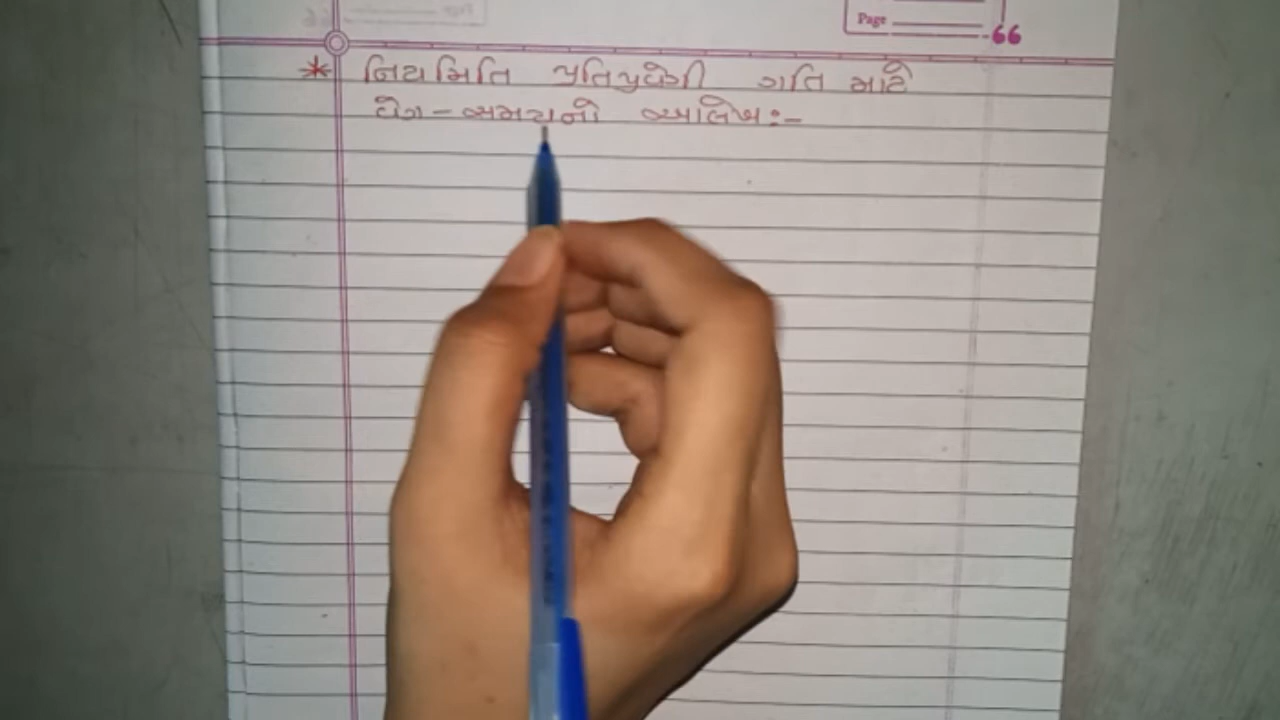 Page
66
* નિયમિતિ પ્રતિપ્રવેગી ગતિ માટે
વેગ - સમયનો આલેખ :-